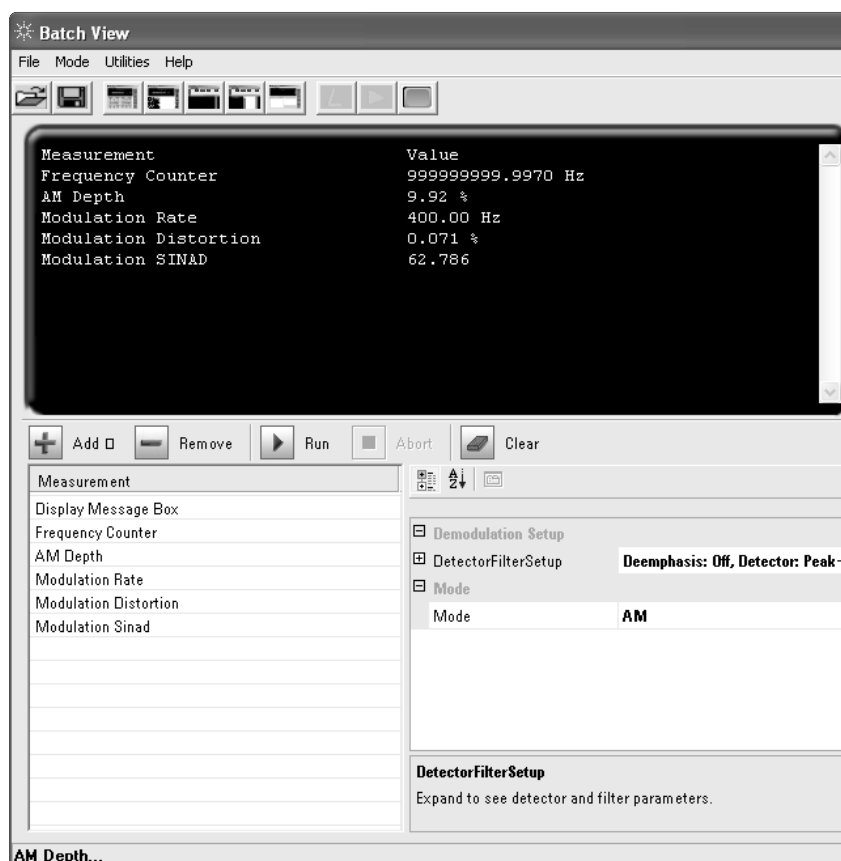 Batch View
File Mode Utilities Help
Measurement Value
Frequency Counter 999999999.9970 Hz
AM Depth 9.92 %
Modulation Rate 400.00 Hz
Modulation Distortion 0.071 %
Modulation SINAD 62.786
Add Remove Run Abort Clear
Measurement
Display Message Box
Frequency Counter
AM Depth
Modulation Rate
Modulation Distortion
Modulation Sinad
Demodulation Setup
DetectorFilterSetup Deemphasis: Off, Detector: Peak-
Mode
Mode AM
DetectorFilterSetup
Expand to see detector and filter parameters.
AM Depth...